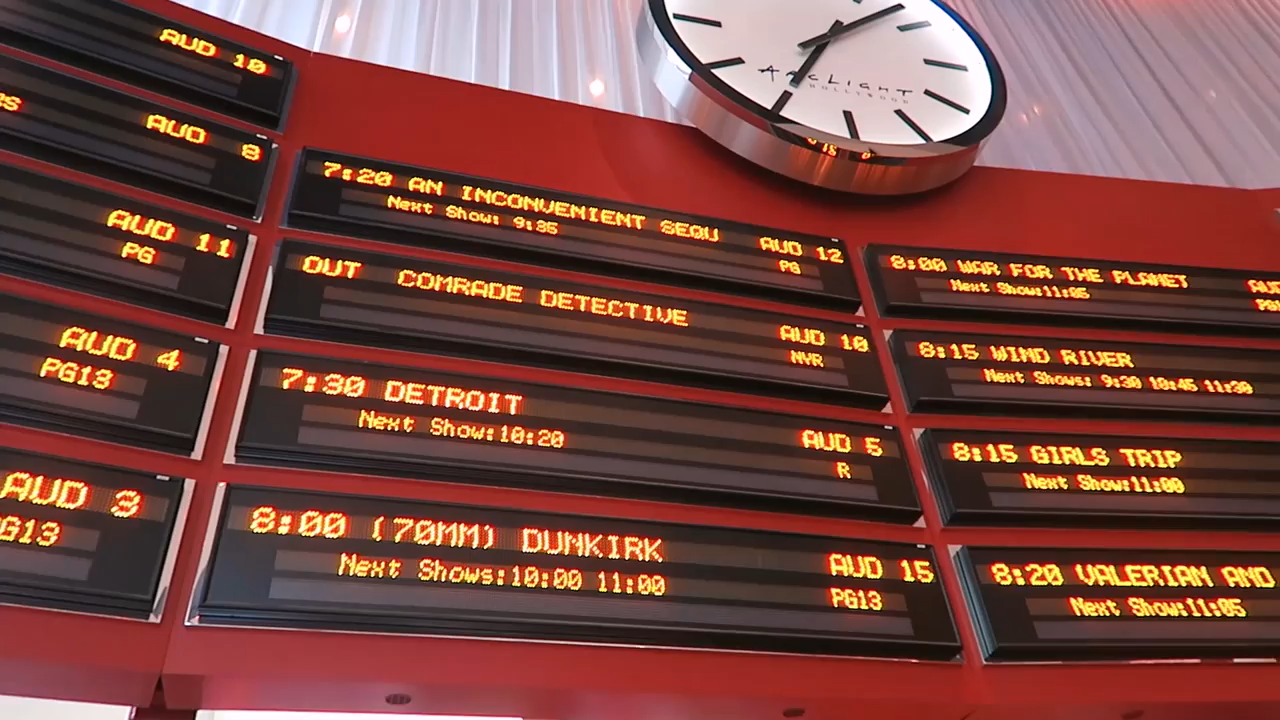 AUD 10
AUD 8
AUD 11
PG
AUD 4
PG13
AUD 3
G13
ARCLIGHT
HOLLYWOOD
7:20 AN INCONVENIENT SEQU AUD 12
Next Show: 9:35 PG
OUT COMRADE DETECTIVE AUD 10
NYR
7:30 DETROIT AUD 5
Next Show:10:20 R
8:00 (70MM) DUNKIRK AUD 15
Next Shows:10:00 11:00 PG13
8:00 WAR FOR THE PLANET AU
Next Show:11:05
8:15 WIND RIVER
Next Shows: 9:30 10:45 11:30
8:15 GIRLS TRIP
Next Show:11:00
8:20 VALERIAN AND
Next Show:11:05